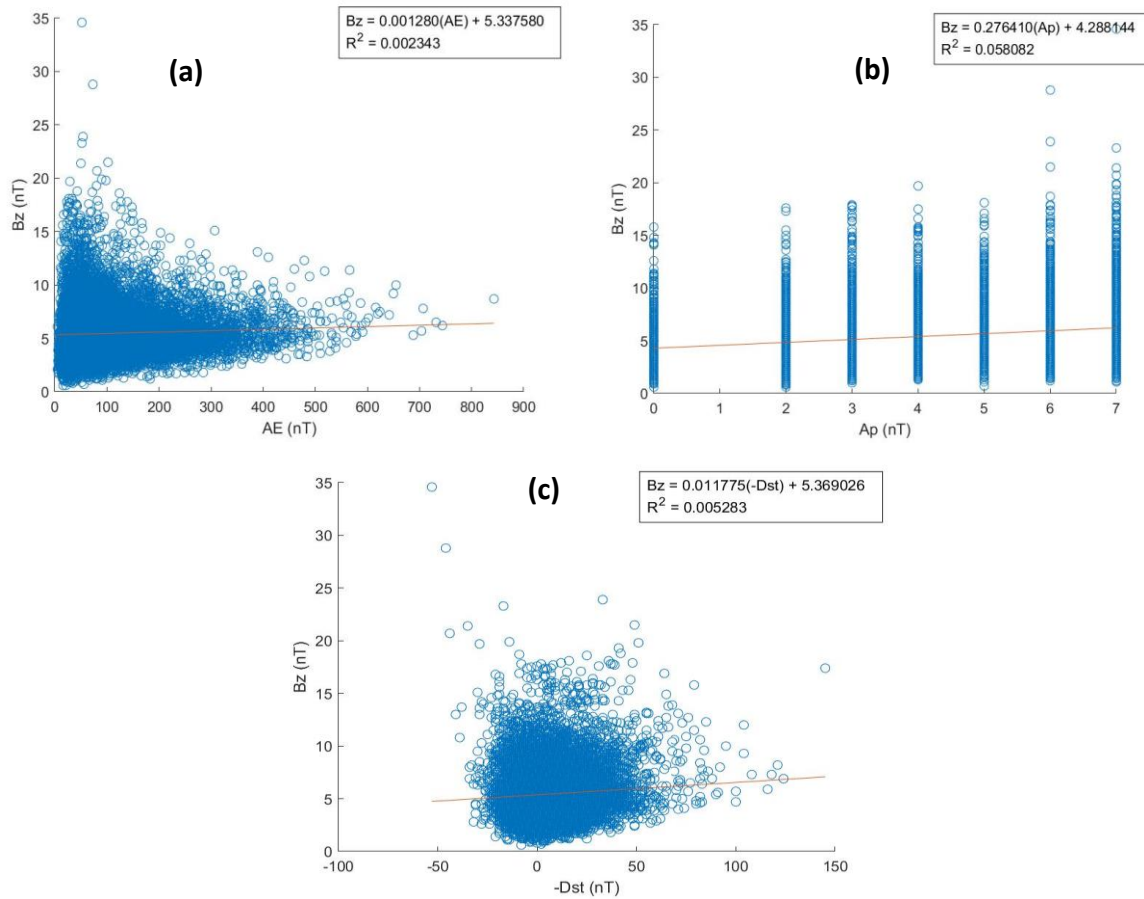 Bz = 0.001280(AE) + 5.337580
R² = 0.002343
(a)
35
30
25
20
15
10
5
0
Bz (nT)
0 100 200 300 400 500 600 700 800 900
AE (nT)
Bz = 0.276410(Ap) + 4.288144
R² = 0.058082
(b)
35
30
25
20
15
10
5
0
Bz (nT)
0 1 2 3 4 5 6 7
Ap (nT)
Bz = 0.011775(-Dst) + 5.369026
R² = 0.005283
(c)
35
30
25
20
15
10
5
0
Bz (nT)
-100 -50 0 50 100 150
-Dst (nT)